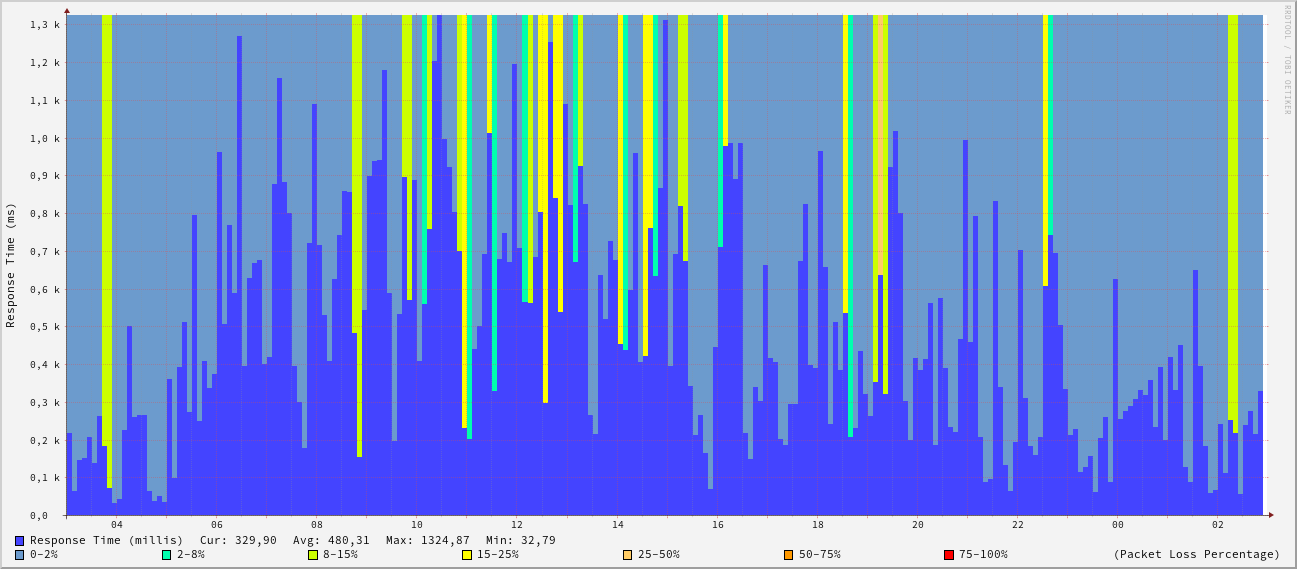 RRDTOOL / TOBI OETIKER
Response Time (ms)
1,3 k
1,2 k
1,1 k
1,0 k
0,9 k
0,8 k
0,7 k
0,6 k
0,5 k
0,4 k
0,3 k
0,2 k
0,1 k
0,0
04 06 08 10 12 14 16 18 20 22 00 02
Response Time (millis) Cur: 329,90 Avg: 480,31 Max: 1324,87 Min: 32,79
0-2% 2-8% 8-15% 15-25% 25-50% 50-75% 75-100% (Packet Loss Percentage)